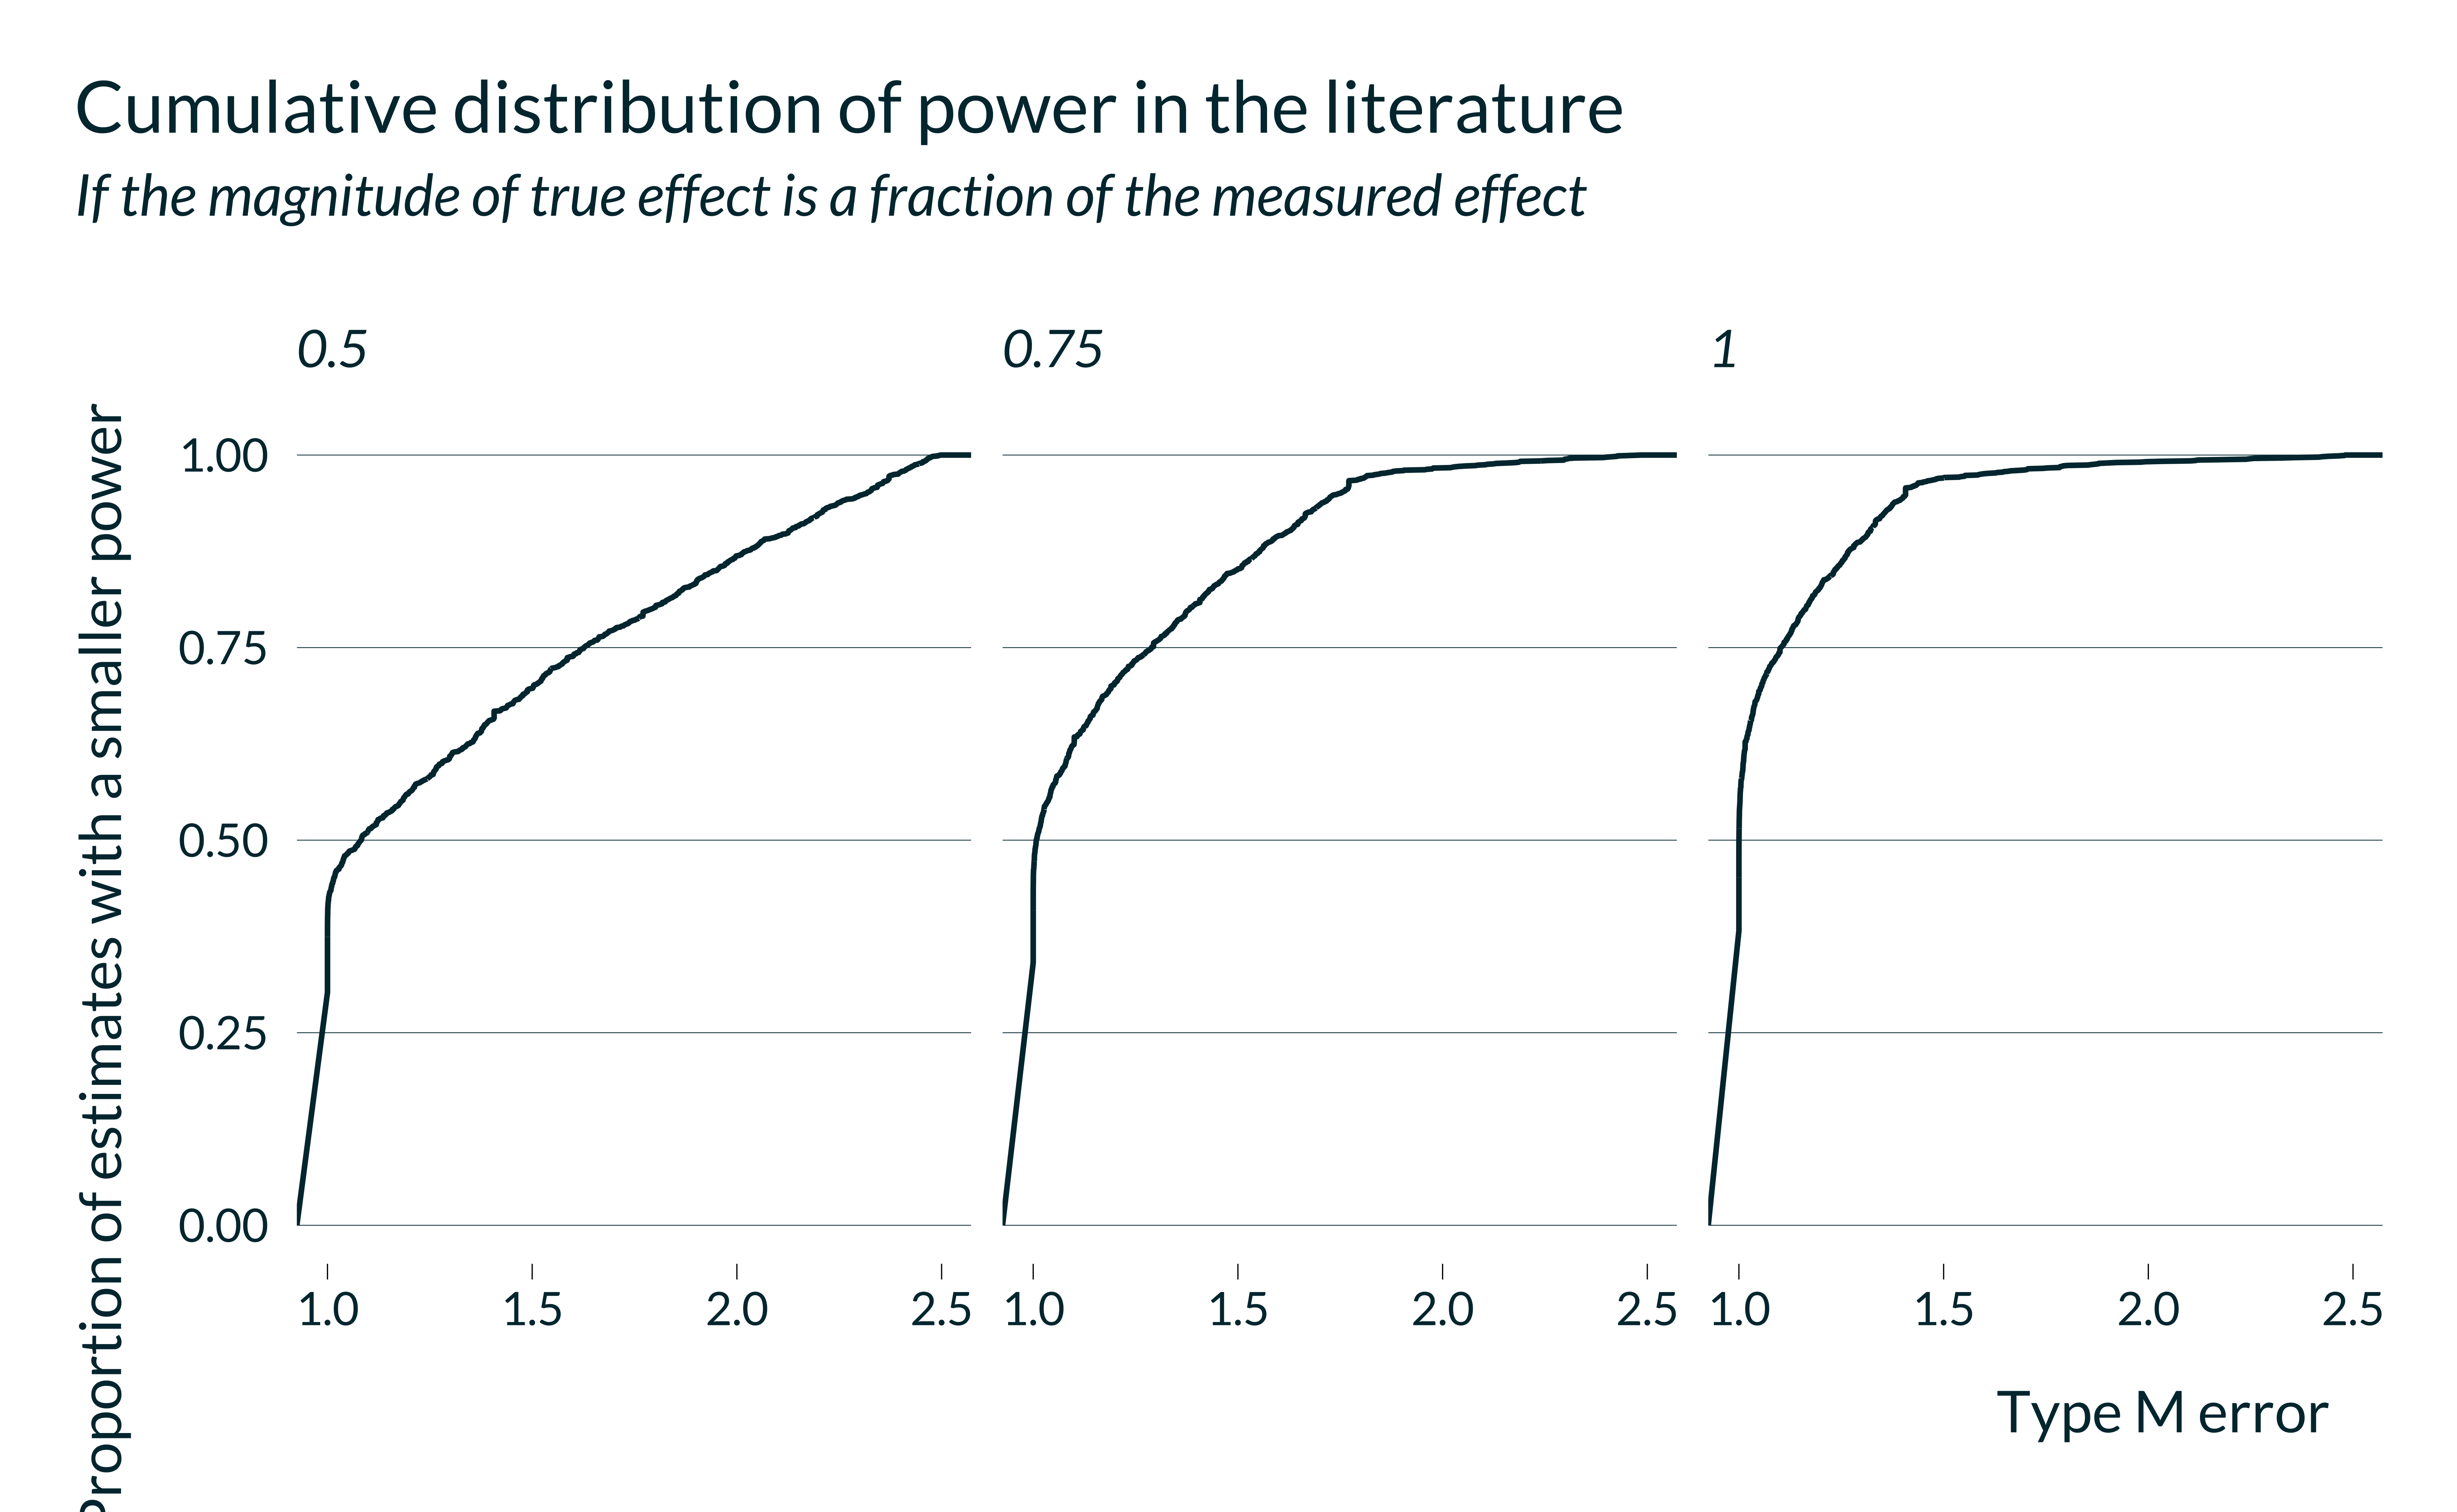 Cumulative distribution of power in the literature
If the magnitude of true effect is a fraction of the measured effect
0.5 0.75 1
Proportion of estimates with a smaller power
1.00
0.75
0.50
0.25
0.00
1.0 1.5 2.0 2.5 1.0 1.5 2.0 2.5 1.0 1.5 2.0 2.5
Type M error